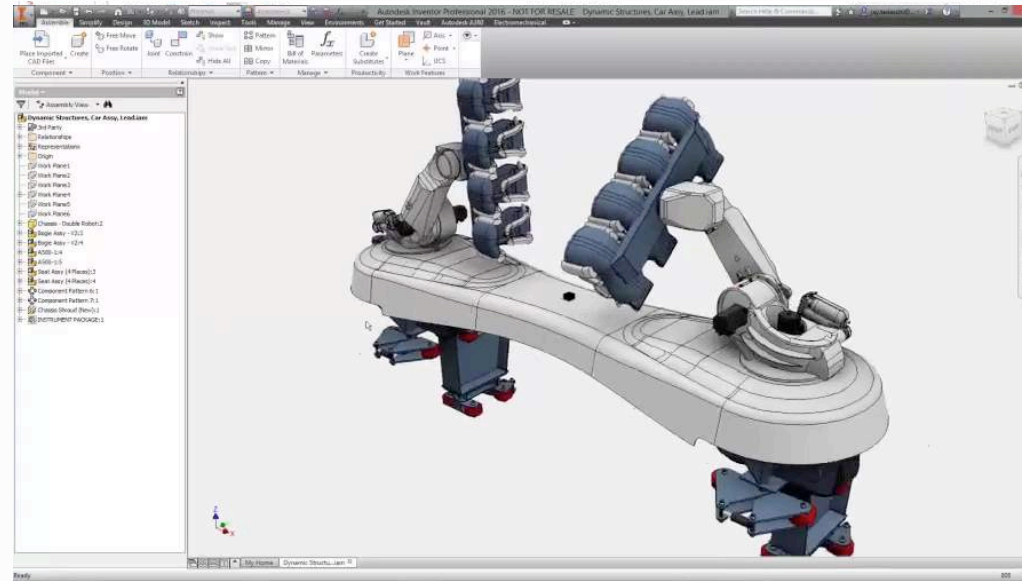 Autodesk Inventor Professional 2016 - NOT FOR RESALE Dynamic Structures, Car Assy, Lead.iam
Search Help & Commands...
Assemble Simplify Design 3D Model Sketch Inspect Tools Manage View Environments Get Started Vault Autodesk A360 Electromechanical
Place Imported CAD Files
Create
Free Move
Free Rotate
Joint Constrain
Show
Hide All
Pattern
Mirror
Copy
Bill of Materials
Parameters
Create Substitutes
Plane
Axis
Point
UCS
Component Position Relationships Pattern Manage Productivity Work Features
Model
Assembly View
Dynamic Structures, Car Assy, Lead.iam
3rd Party
Relationships
Representations
Origin
Work Plane1
Work Plane2
Work Plane3
Work Plane4
Work Plane5
Work Plane6
Chassis - Double Robot:2
Bogie Assy - V2:2
Bogie Assy - V2:4
Seat Assy (4 Places):3
Seat Assy (4 Places):4
Component Pattern 6:1
Component Pattern 7:1
Chassis Shroud (New):1
INSTRUMENT PACKAGE:1
Z
X
My Home Dynamic Structu...iam
Ready